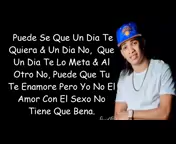 Puede Se Que Un Dia Te
Quiera & Un Dia No, Que
Un Dia Te Lo Meta & Al
Otro No, Puede Que Tu
Te Enamore Pero Yo No El
Amor Con El Sexo No
Tiene Que Bena.